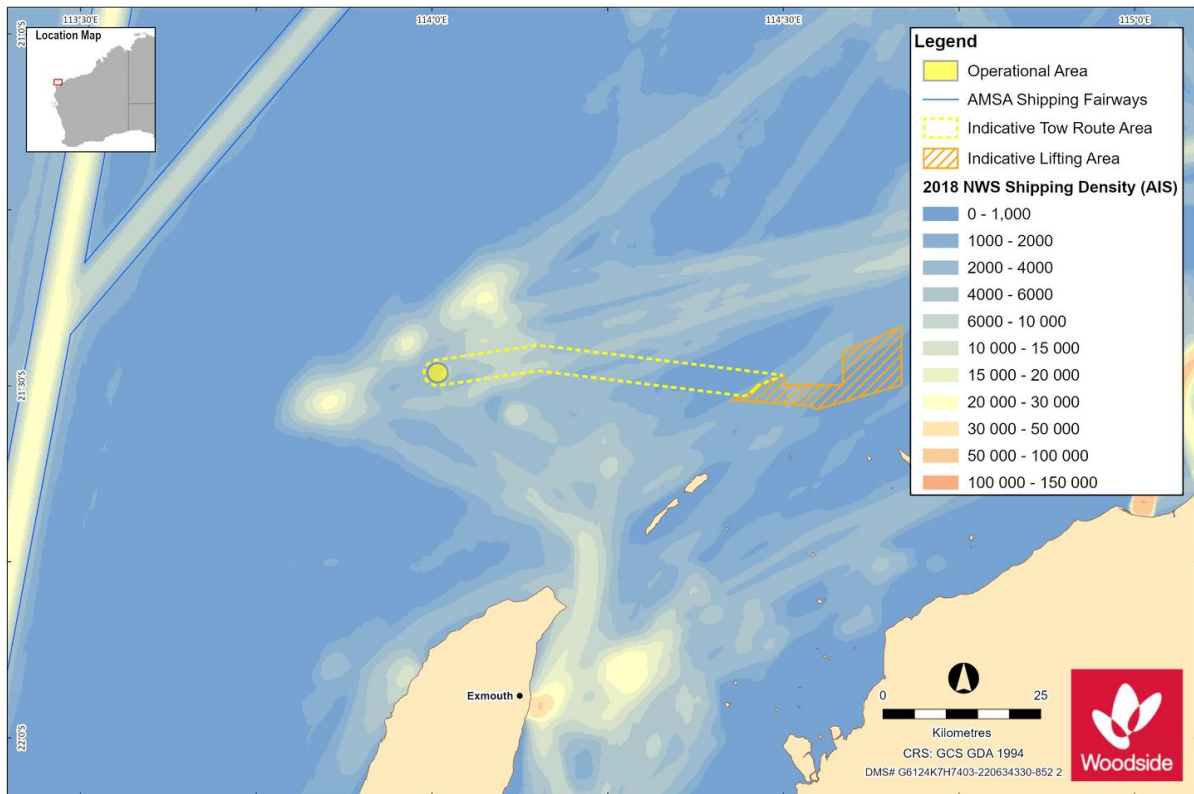 113°30'E
114°0'E
114°30'E
115°0'E
21°0'S
21°30'S
22°0'S
Location Map
Legend
Operational Area
AMSA Shipping Fairways
Indicative Tow Route Area
Indicative Lifting Area
2018 NWS Shipping Density (AIS)
0 - 1,000
1000 - 2000
2000 - 4000
4000 - 6000
6000 - 10 000
10 000 - 15 000
15 000 - 20 000
20 000 - 30 000
30 000 - 50 000
50 000 - 100 000
100 000 - 150 000
Exmouth
0 25
Kilometres
CRS: GCS GDA 1994
DMS# G6124K7H7403-220634330-852 2
Woodside